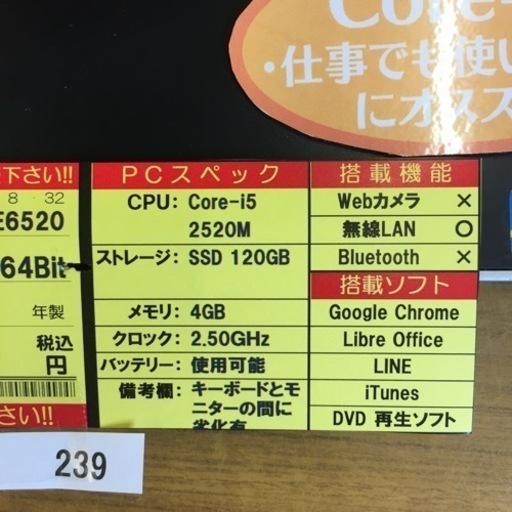 Core-
・仕事でも使い
にオスス
下さい!!
8 32
E6520
64Bit
年製
税込
円
さい!!
239
PCスペック
CPU: Core-i5
2520M
ストレージ: SSD 120GB
メモリ: 4GB
クロック: 2.50GHz
バッテリー: 使用可能
備考欄: キーボードとモ
ニターの間に
劣化有
搭載機能
Webカメラ ×
無線LAN ○
Bluetooth ×
搭載ソフト
Google Chrome
Libre Office
LINE
iTunes
DVD 再生ソフト